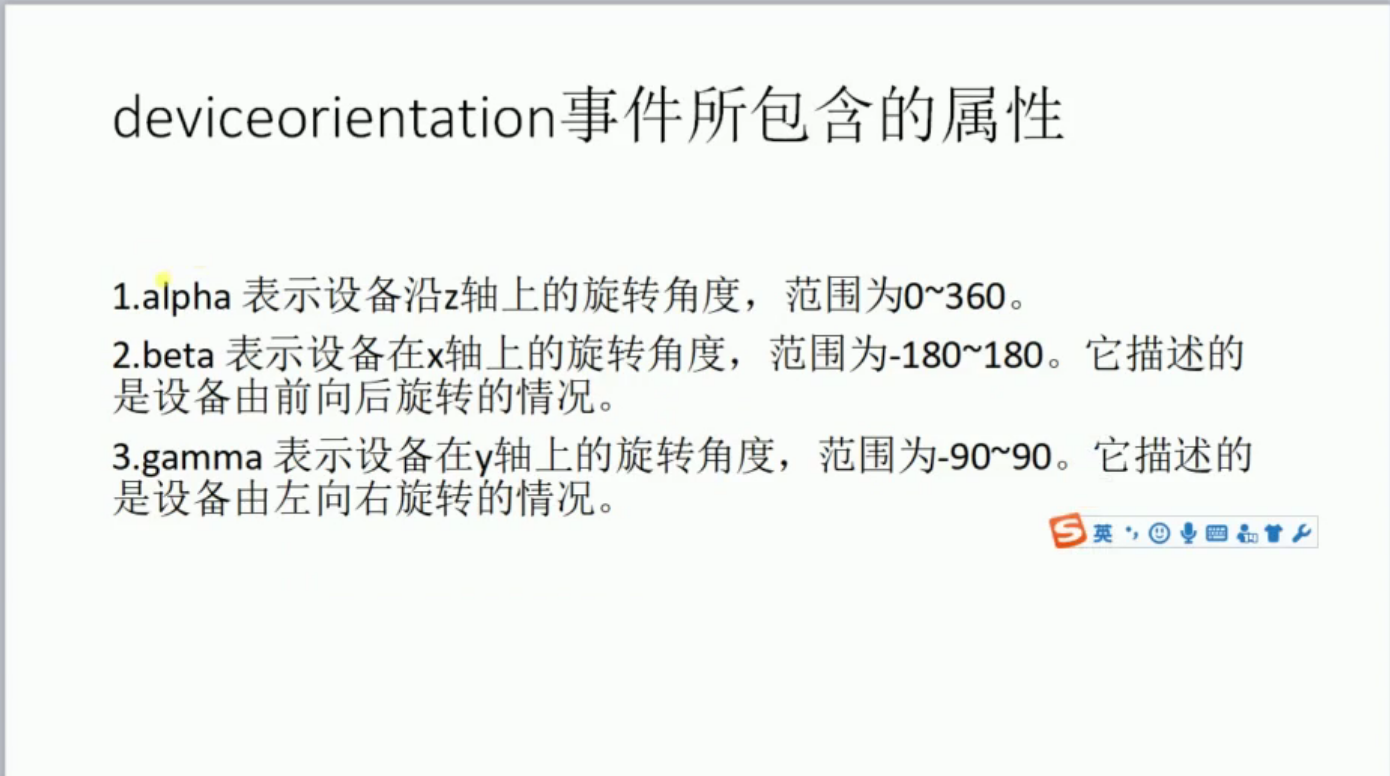 deviceorientation事件所包含的属性
1.alpha 表示设备沿z轴上的旋转角度，范围为0~360。
2.beta 表示设备在x轴上的旋转角度，范围为-180~180。它描述的
是设备由前向后旋转的情况。
3.gamma 表示设备在y轴上的旋转角度，范围为-90~90。它描述的
是设备由左向右旋转的情况。
S英